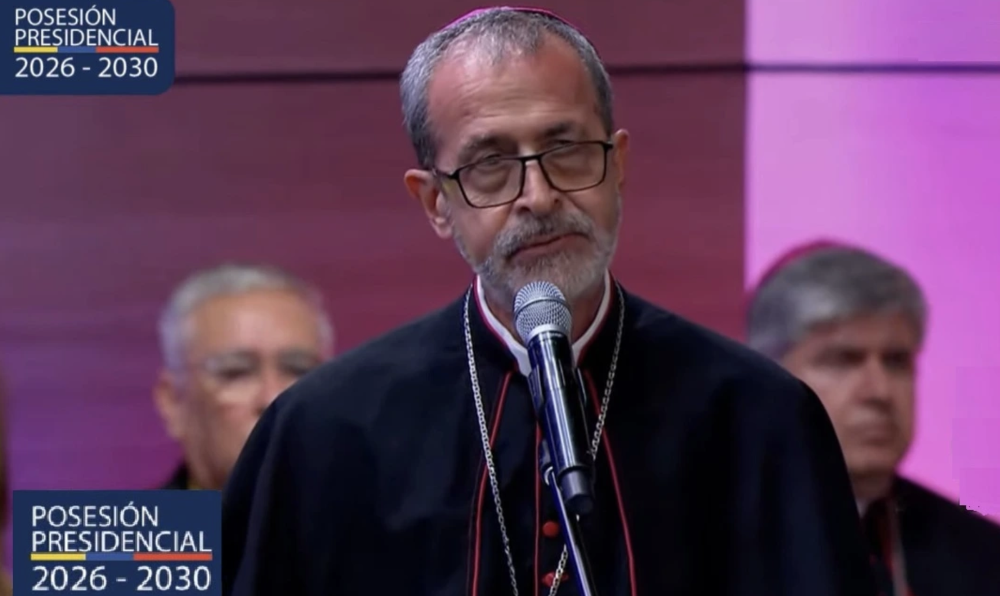 POSESIÓN
PRESIDENCIAL
2026 - 2030
POSESIÓN
PRESIDENCIAL
2026 - 2030